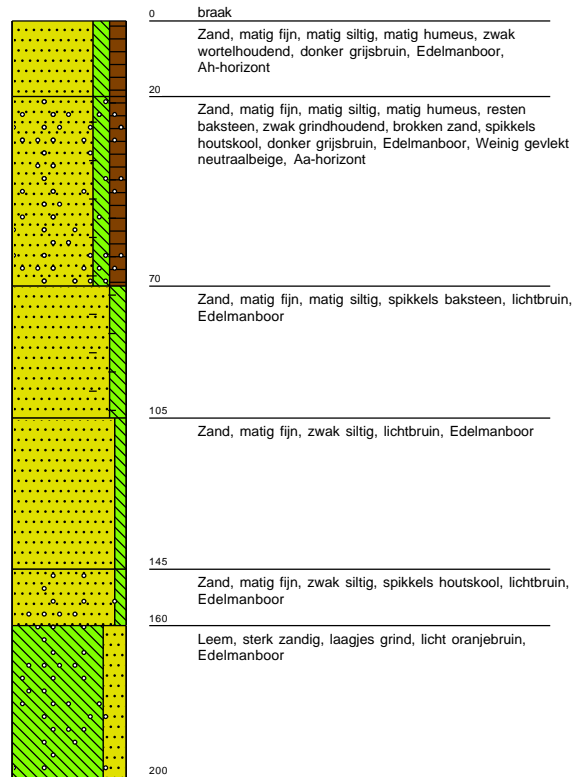 0 braak
Zand, matig fijn, matig siltig, matig humeus, zwak
wortelhoudend, donker grijsbruin, Edelmanboor,
Ah-horizont
20
Zand, matig fijn, matig siltig, matig humeus, resten
baksteen, zwak grindhoudend, brokken zand, spikkels
houtskool, donker grijsbruin, Edelmanboor, Weinig gevlekt
neutraalbeige, Aa-horizont
70
Zand, matig fijn, matig siltig, spikkels baksteen, lichtbruin,
Edelmanboor
105
Zand, matig fijn, zwak siltig, lichtbruin, Edelmanboor
145
Zand, matig fijn, zwak siltig, spikkels houtskool, lichtbruin,
Edelmanboor
160
Leem, sterk zandig, laagjes grind, licht oranjebruin,
Edelmanboor
200